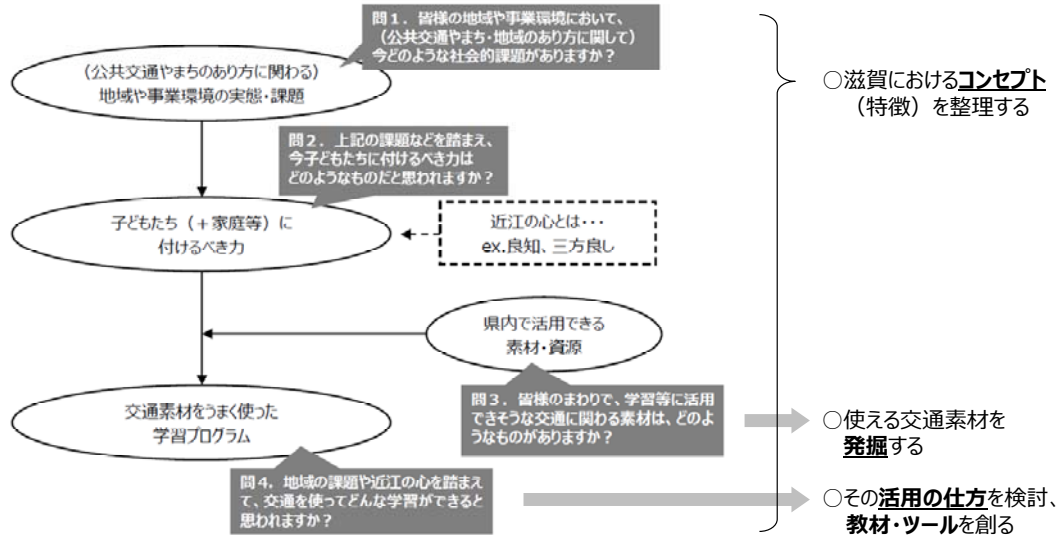 問1．皆様の地域や事業環境において、
（公共交通やまち・地域のあり方に関して）
今どのような社会的課題がありますか？
（公共交通やまちのあり方に関わる）
地域や事業環境の実態・課題
○滋賀におけるコンセプト
（特徴）を整理する
問2．上記の課題などを踏まえ、
今子どもたちに付けるべき力は
どのようなものだと思われますか？
子どもたち（＋家庭等）に
付けるべき力
近江の心とは・・・
ex.良知、三方良し
県内で活用できる
素材・資源
問3．皆様のまわりで、学習等に活用
できそうな交通に関わる素材は、どのよ
うなものがありますか？
交通素材をうまく使った
学習プログラム
○使える交通素材を
発掘する
問4．地域の課題や近江の心を踏まえ
て、交通を使ってどんな学習ができると
思われますか？
○その活用の仕方を検討、
教材・ツールを創る